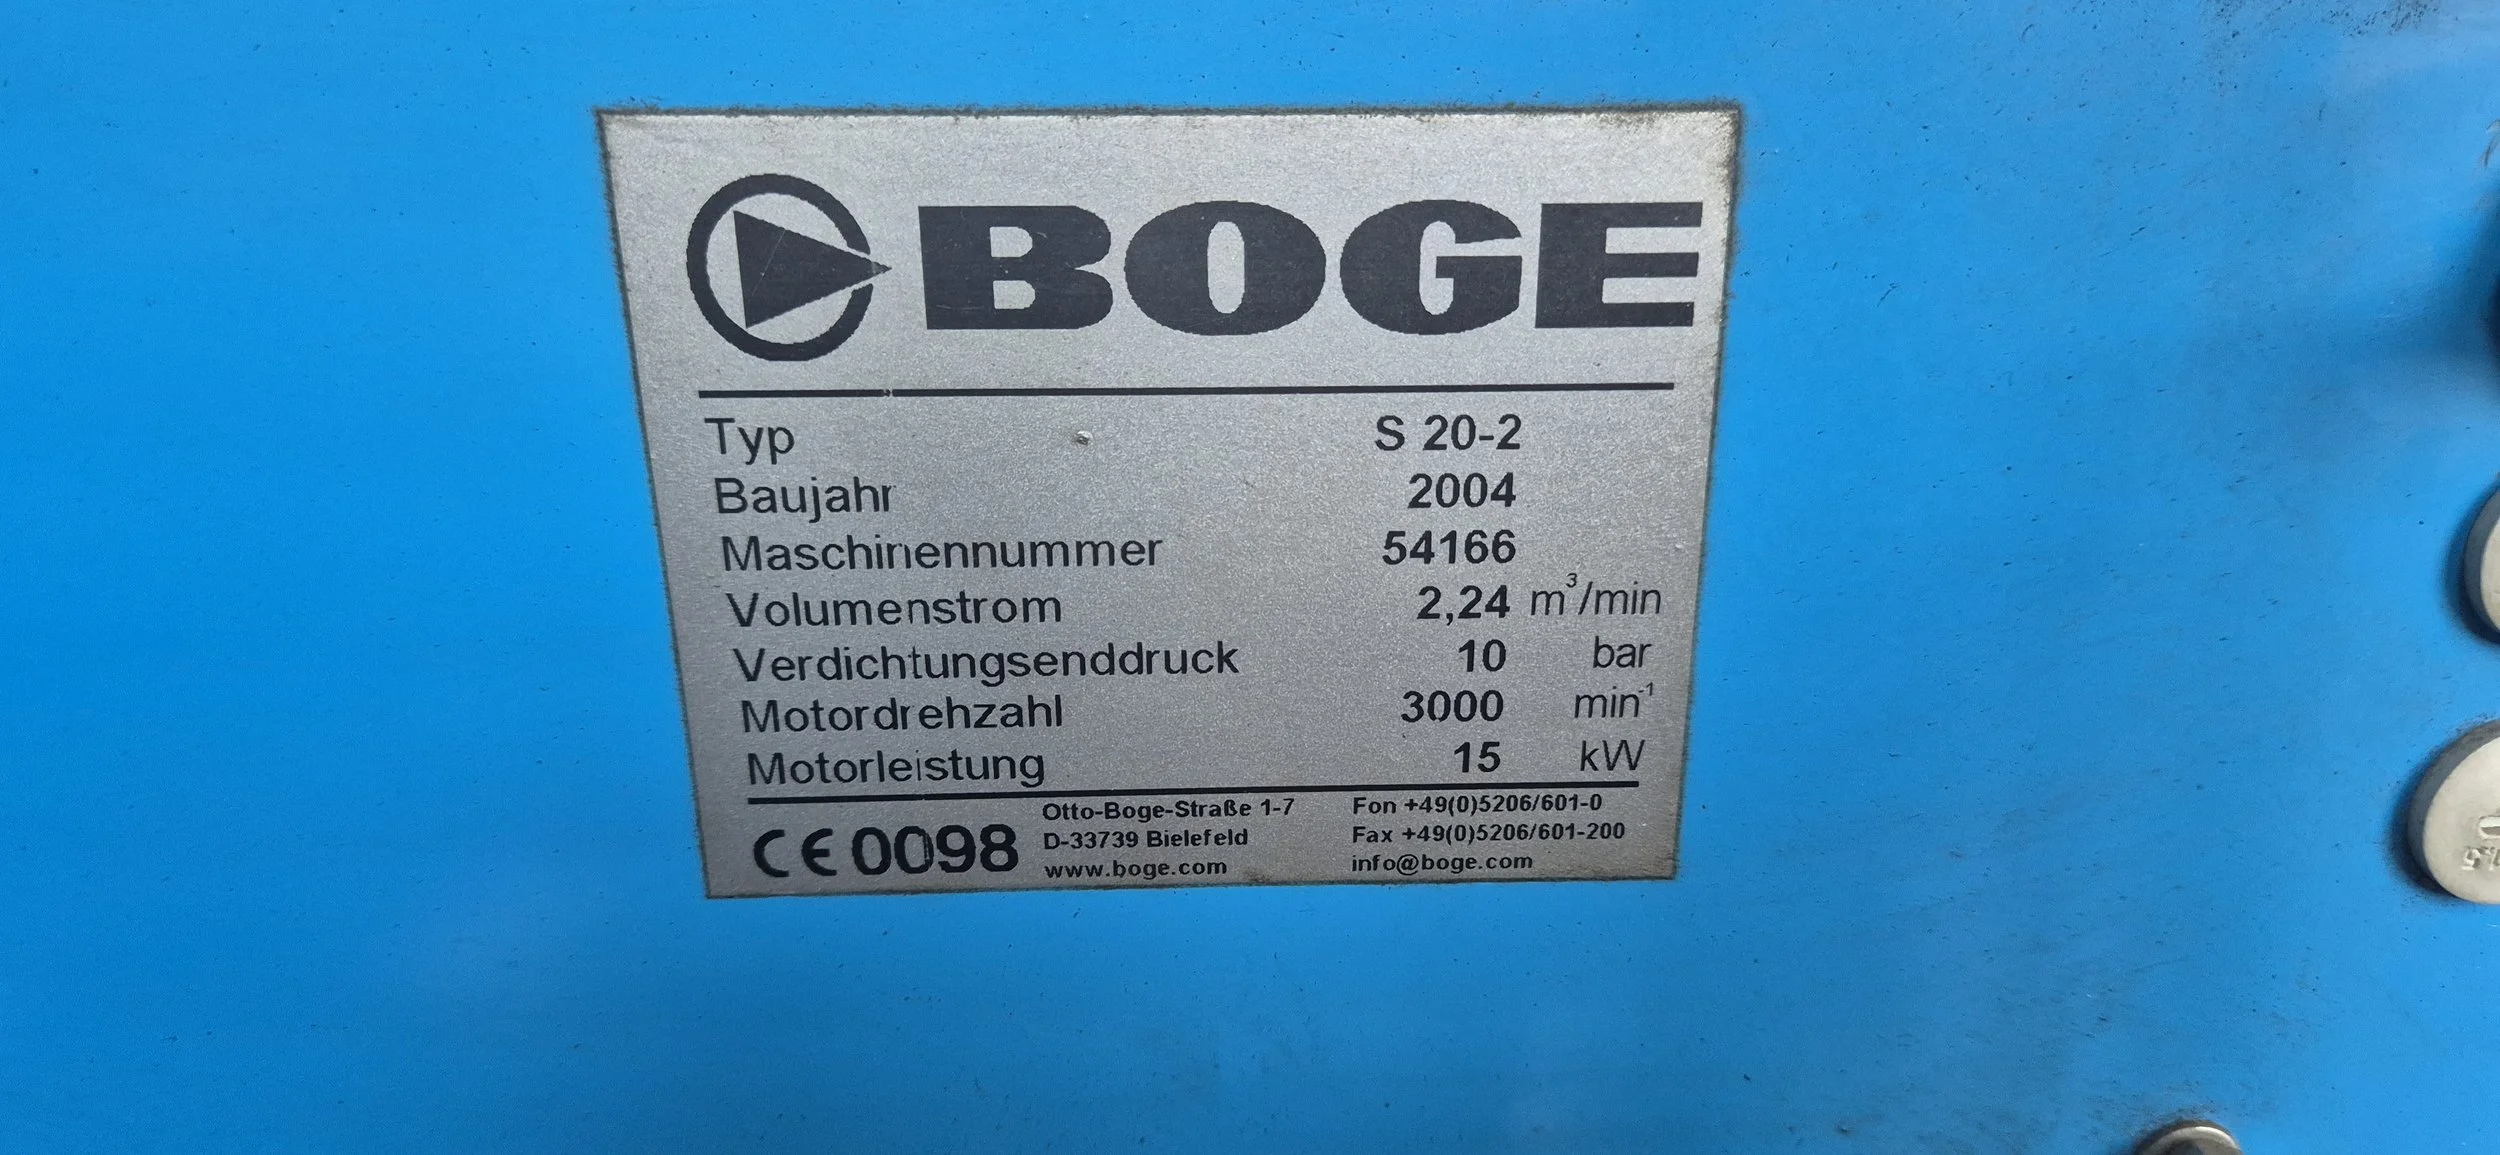 BOGE
Typ S 20-2
Baujahr 2004
Maschinennummer 54166
Volumenstrom 2,24 m³/min
Verdichtungsenddruck 10 bar
Motordrehzahl 3000 min⁻¹
Motorleistung 15 kW
CE 0098
Otto-Boge-Straße 1-7 Fon +49(0)5206/601-0
D-33739 Bielefeld Fax +49(0)5206/601-200
www.boge.com info@boge.com